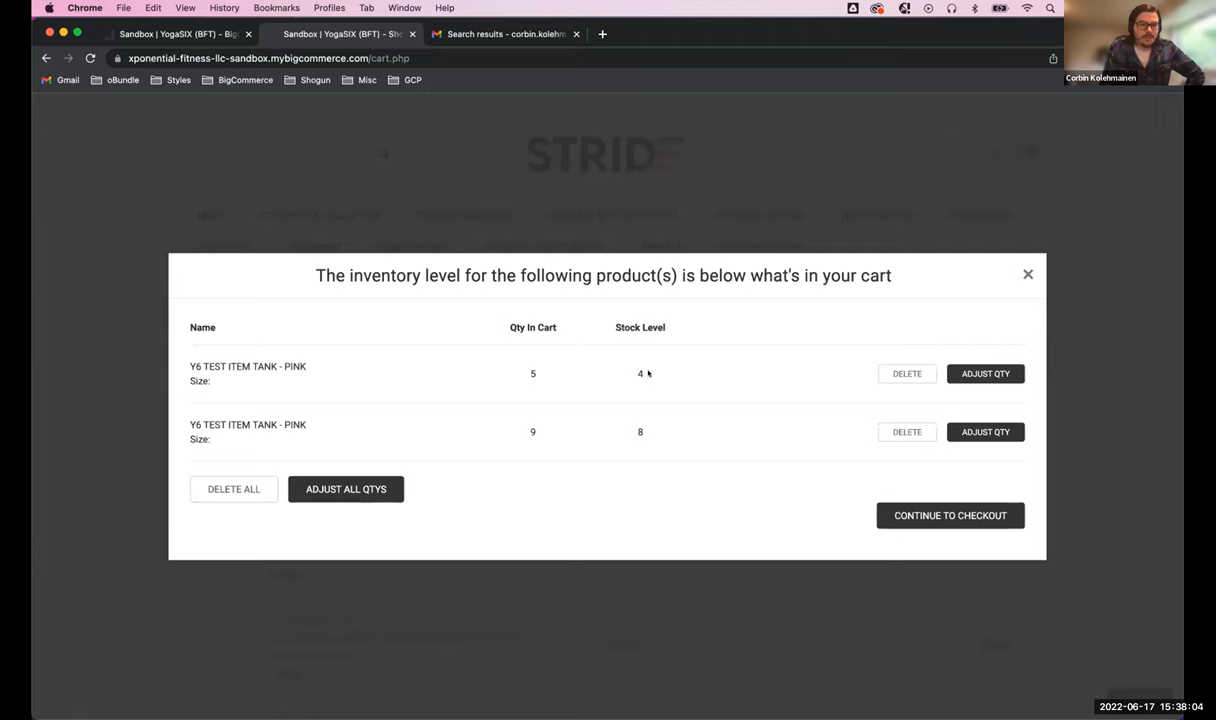 Chrome File Edit View History Bookmarks Profiles Tab Window Help
Sandbox | YogaSIX (BFT) - Big
Sandbox | YogaSIX (BFT) - Sho
Search results - corbin.kolehm
xponential-fitness-llc-sandbox.mybigcommerce.com/cart.php
Gmail oBundle Styles BigCommerce Shogun Misc GCP
Corbin Kolehmainen
STRIDE
The inventory level for the following product(s) is below what's in your cart
Name Qty In Cart Stock Level
Y6 TEST ITEM TANK - PINK
Size:
5 4 DELETE ADJUST QTY
Y6 TEST ITEM TANK - PINK
Size:
9 8 DELETE ADJUST QTY
DELETE ALL ADJUST ALL QTYS
CONTINUE TO CHECKOUT
2022-06-17 15:38:04